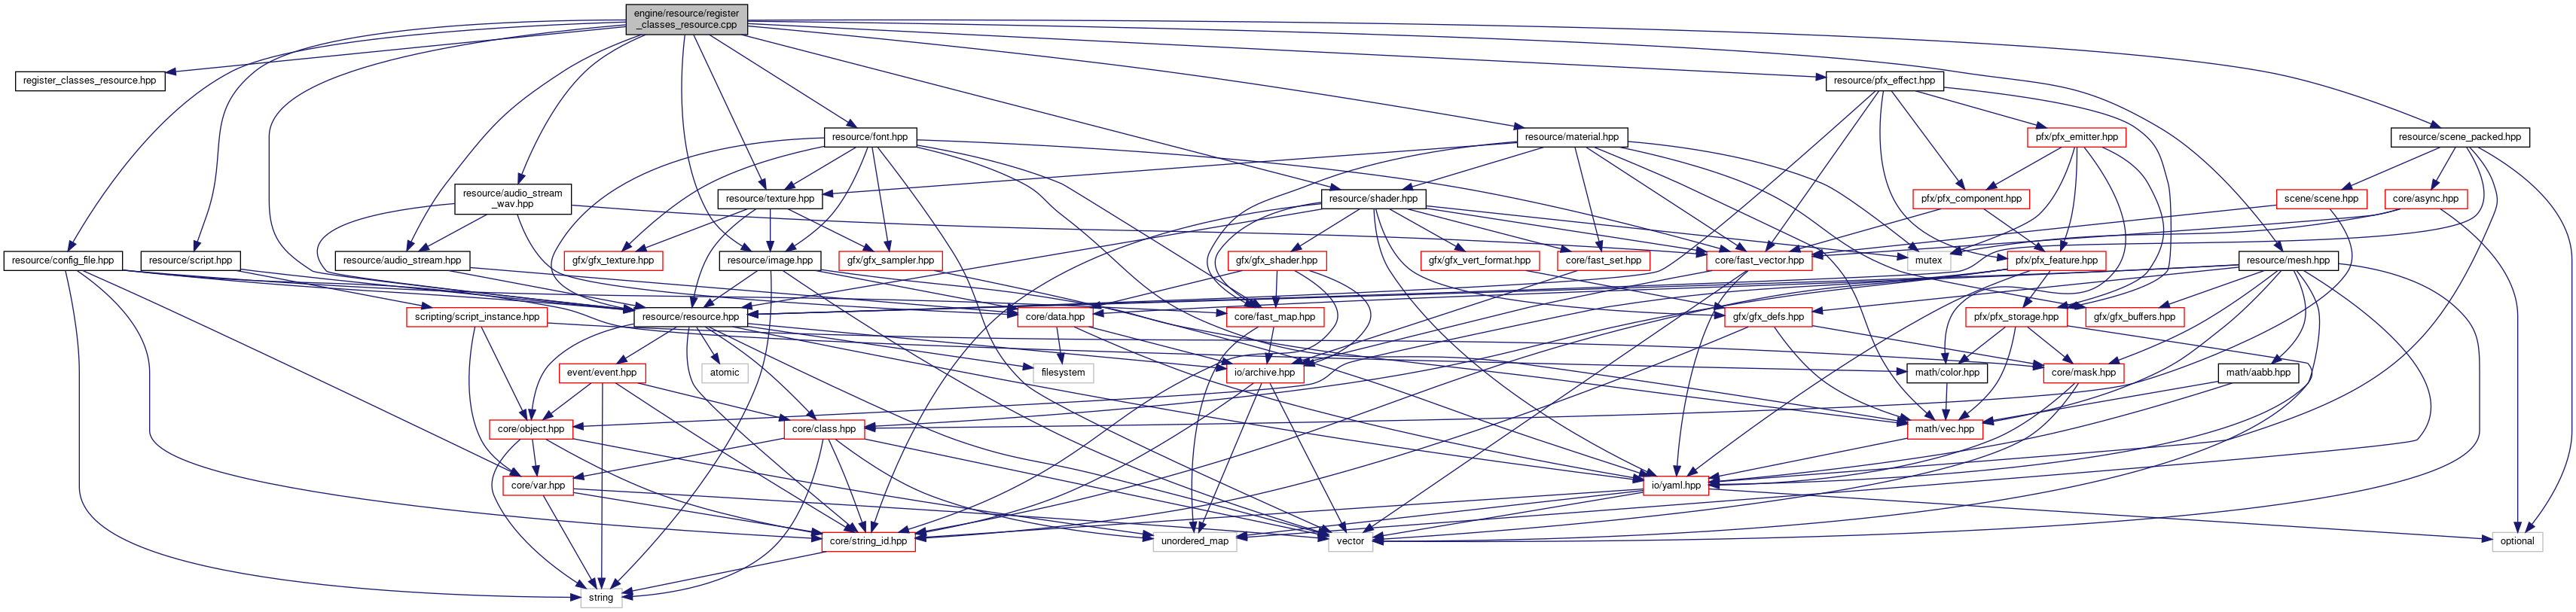 engine/resource/register
_classes_resource.cpp
register_classes_resource.hpp
resource/pfx_effect.hpp
resource/font.hpp
resource/material.hpp
pfx/pfx_emitter.hpp
resource/scene_packed.hpp
resource/audio_stream
_wav.hpp
resource/texture.hpp
resource/shader.hpp
pfx/pfx_component.hpp
scene/scene.hpp
core/async.hpp
resource/config_file.hpp
resource/script.hpp
resource/audio_stream.hpp
gfx/gfx_texture.hpp
resource/image.hpp
gfx/gfx_sampler.hpp
gfx/gfx_shader.hpp
gfx/gfx_vert_format.hpp
core/fast_set.hpp
core/fast_vector.hpp
mutex
pfx/pfx_feature.hpp
resource/mesh.hpp
scripting/script_instance.hpp
resource/resource.hpp
core/data.hpp
core/fast_map.hpp
gfx/gfx_defs.hpp
pfx/pfx_storage.hpp
gfx/gfx_buffers.hpp
event/event.hpp
atomic
filesystem
io/archive.hpp
math/color.hpp
core/mask.hpp
math/aabb.hpp
core/object.hpp
core/class.hpp
math/vec.hpp
core/var.hpp
io/yaml.hpp
core/string_id.hpp
unordered_map
vector
optional
string